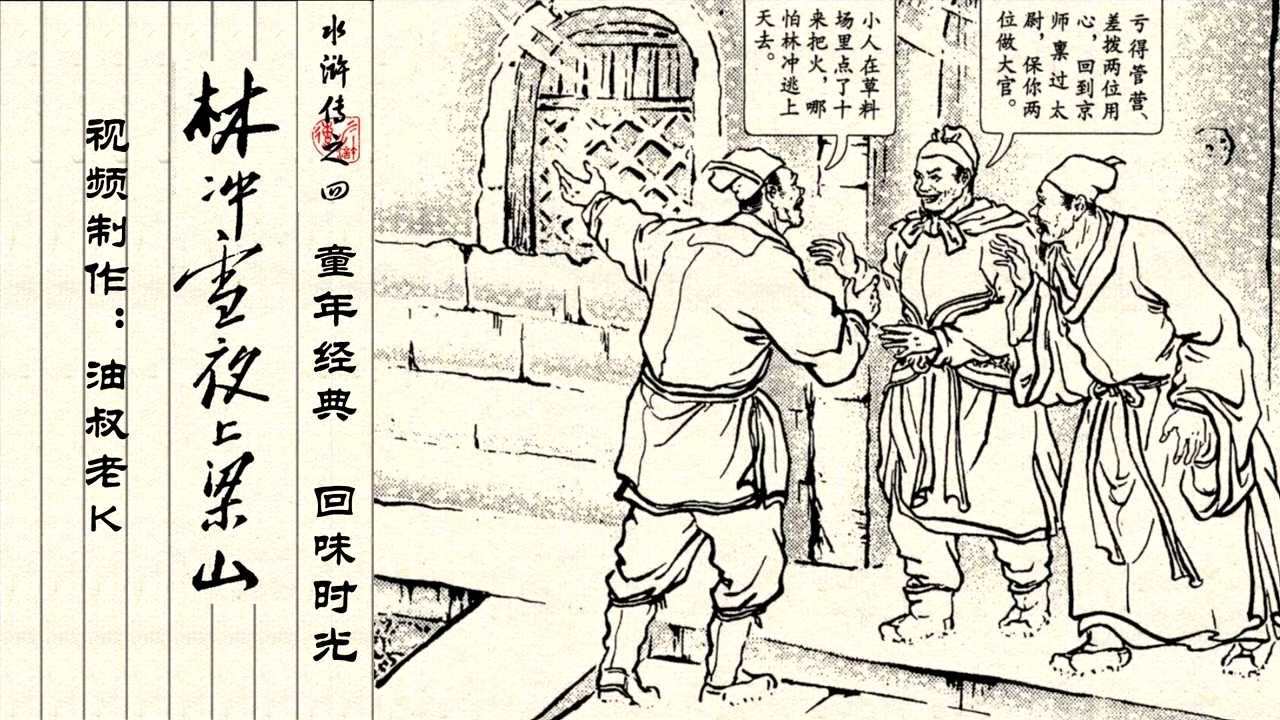 水浒传之四 童年经典 回味时光
林冲雪夜上梁山
视频制作：油叔老K
亏得管营、
差拨两位用
心，回到京
师禀过太
尉，保你两
位做大官。
小人在草料
场里点了十
来把火，哪
怕林冲逃上
天去。